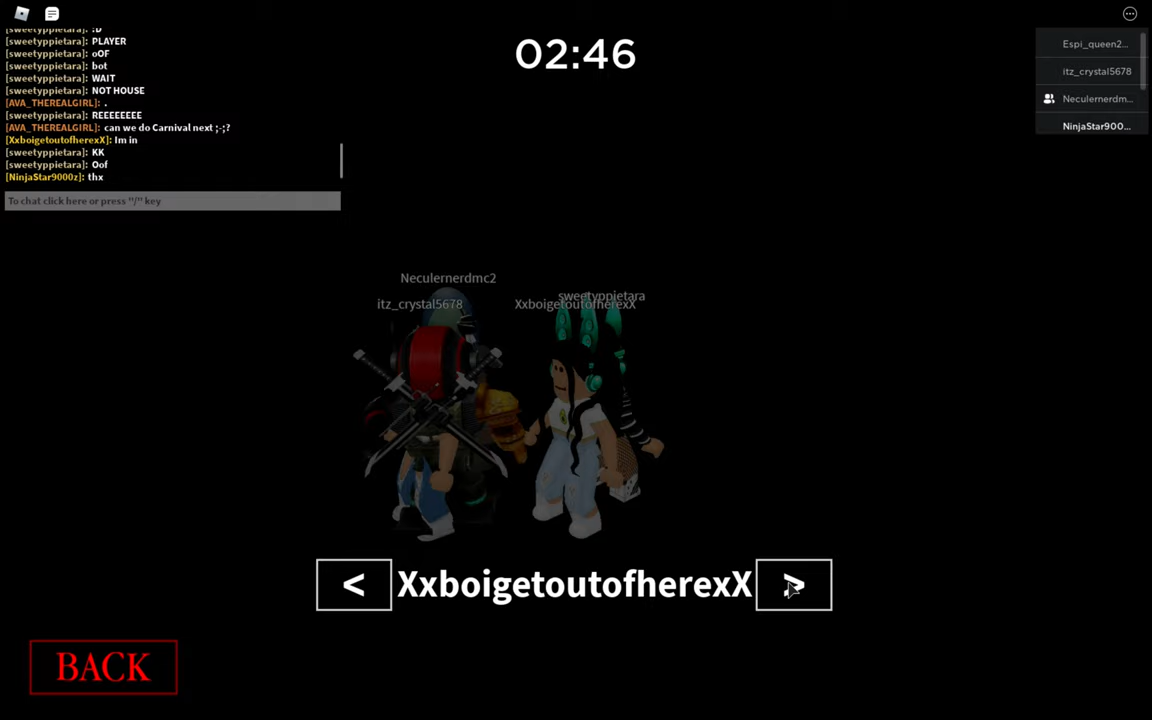 [sweetyppietara]: :D
[sweetyppietara]: PLAYER
[sweetyppietara]: oOF
[sweetyppietara]: bot
[sweetyppietara]: WAIT
[sweetyppietara]: NOT HOUSE
[AVA_THEREALGIRL]: .
[sweetyppietara]: REEEEEEEE
[AVA_THEREALGIRL]: can we do Carnival next ;-;?
[XxboigetoutofherexX]: Im in
[sweetyppietara]: KK
[sweetyppietara]: Oof
[NinjaStar9000z]: thx
To chat click here or press "/" key
02:46
Espi_queen2...
itz_crystal5678
Neculernerdm...
NinjaStar900...
Neculernerdmc2
itz_crystal5678
sweetyppietara
XxboigetoutofherexX
< XxboigetoutofherexX >
BACK